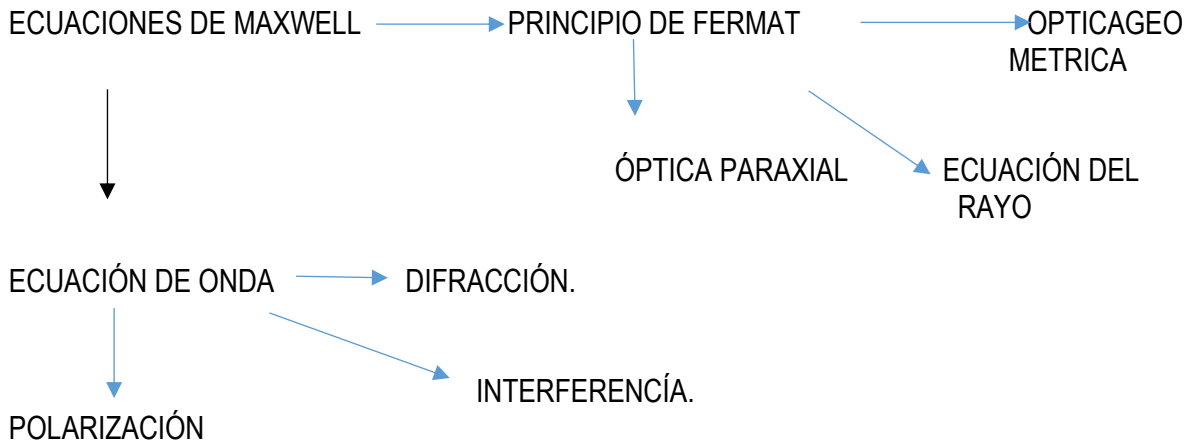 ECUACIONES DE MAXWELL PRINCIPIO DE FERMAT OPTICAGEO
METRICA
ÓPTICA PARAXIAL ECUACIÓN DEL
RAYO
ECUACIÓN DE ONDA DIFRACCIÓN.
INTERFERENCÍA.
POLARIZACIÓN